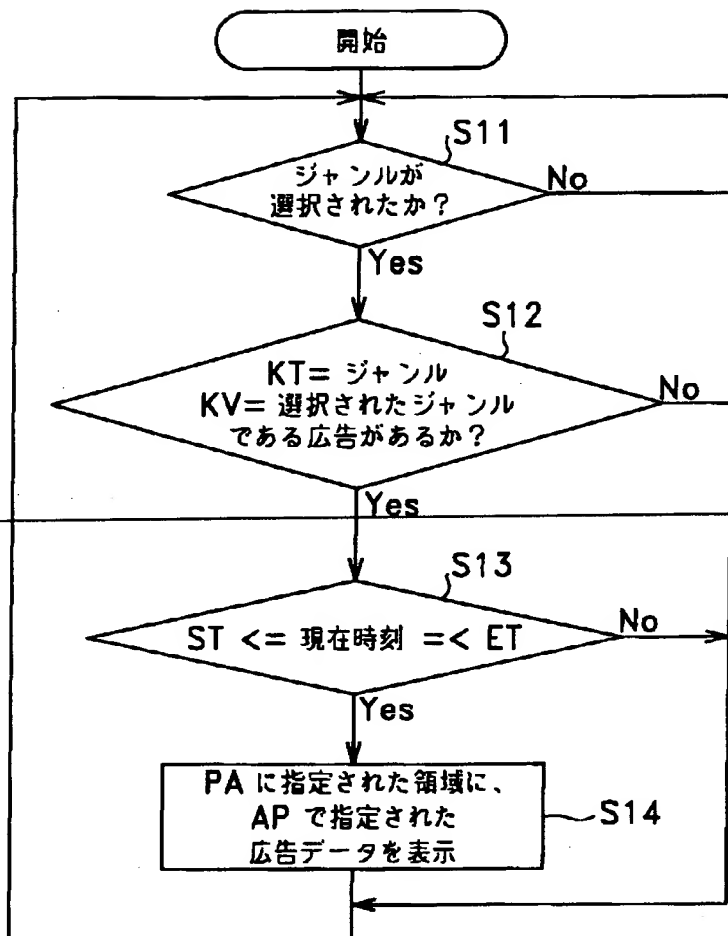 開始
S11
ジャンルが
選択されたか？
No
Yes
S12
KT= ジャンル
KV= 選択されたジャンル
である広告があるか？
No
Yes
S13
ST <= 現在時刻 =< ET
No
Yes
PA に指定された領域に、
AP で指定された
広告データを表示
S14